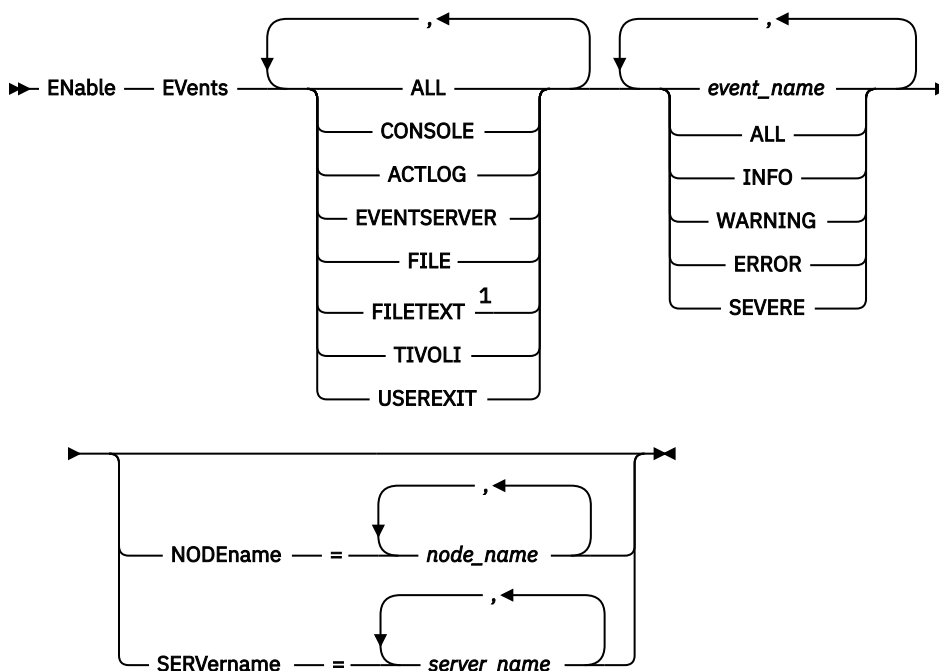 , ,
ENable EVents ALL event_name
CONSOLE ALL
ACTLOG INFO
EVENTSERVER WARNING
FILE ERROR
FILETEXT 1 SEVERE
TIVOLI
USEREXIT
,
NODEname = node_name
,
SERVername = server_name